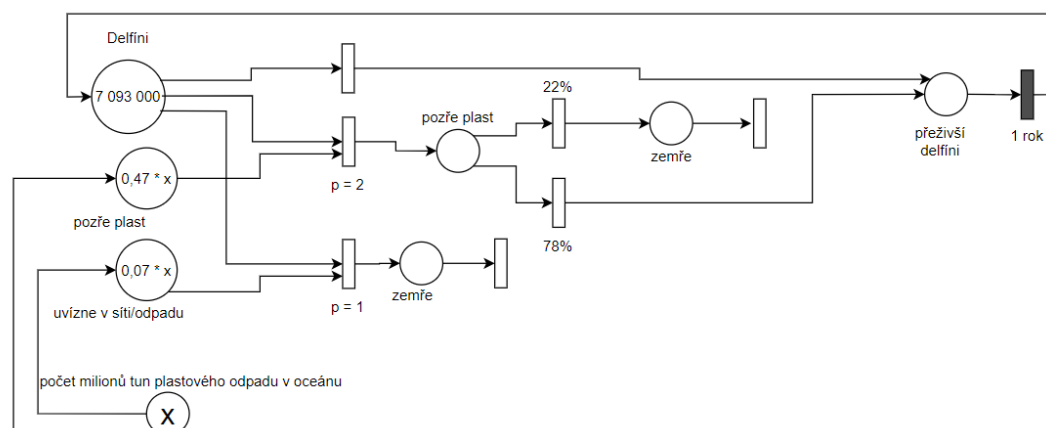 Delfíni
7 093 000
22%
pozře plast
zemře
přeživší
delfíni
1 rok
p = 2
0,47 * x
pozře plast
78%
0,07 * x
zemře
p = 1
uvízne v síti/odpadu
počet milionů tun plastového odpadu v oceánu
x